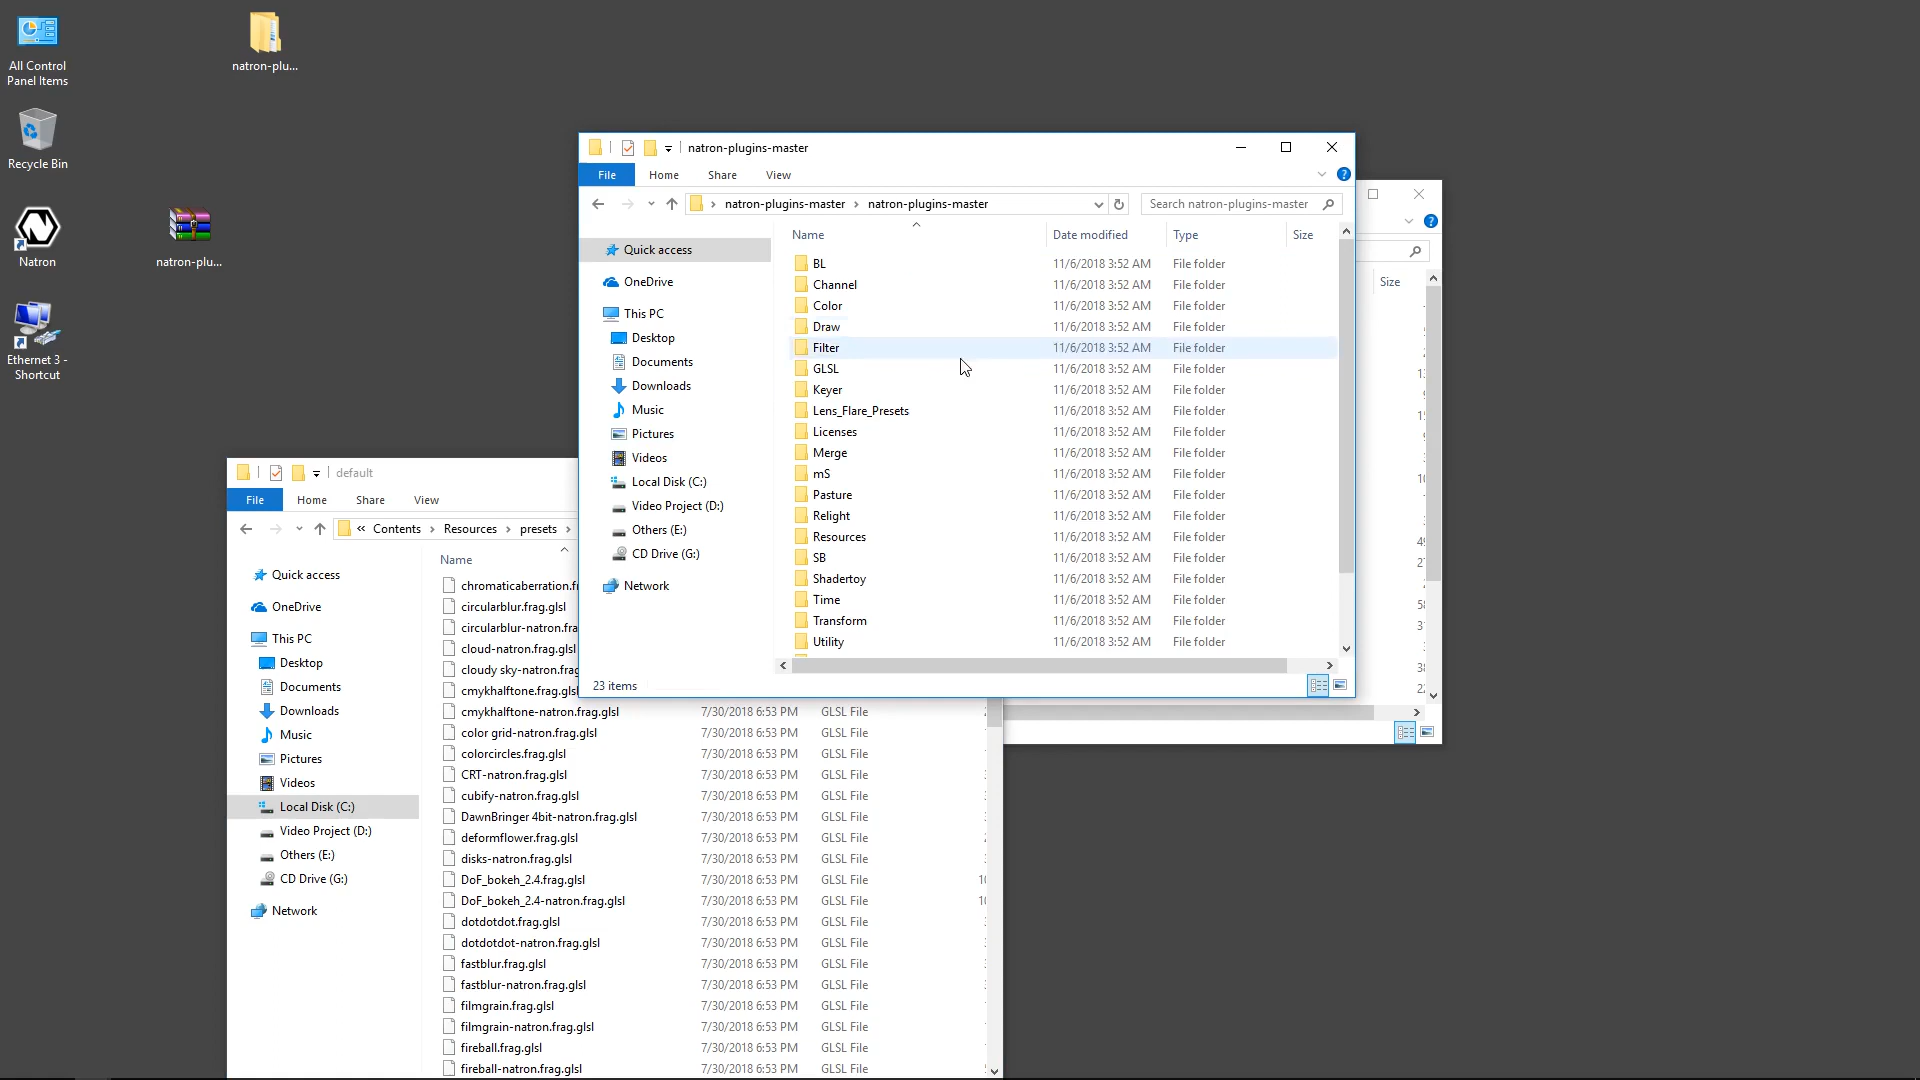 All Control
Panel Items
natron-plu...
Recycle Bin
natron-plu...
Natron
Ethernet 3 -
Shortcut
natron-plugins-master
File Home Share View
natron-plugins-master natron-plugins-master Search natron-plugins-master
Name Date modified Type Size
Quick access
OneDrive
This PC
Desktop
Documents
Downloads
Music
Pictures
Videos
Local Disk (C:)
Video Project (D:)
Others (E:)
CD Drive (G:)
Network
BL 11/6/2018 3:52 AM File folder
Channel 11/6/2018 3:52 AM File folder
Color 11/6/2018 3:52 AM File folder
Draw 11/6/2018 3:52 AM File folder
Filter 11/6/2018 3:52 AM File folder
GLSL 11/6/2018 3:52 AM File folder
Keyer 11/6/2018 3:52 AM File folder
Lens_Flare_Presets 11/6/2018 3:52 AM File folder
Licenses 11/6/2018 3:52 AM File folder
Merge 11/6/2018 3:52 AM File folder
mS 11/6/2018 3:52 AM File folder
Pasture 11/6/2018 3:52 AM File folder
Relight 11/6/2018 3:52 AM File folder
Resources 11/6/2018 3:52 AM File folder
SB 11/6/2018 3:52 AM File folder
Shadertoy 11/6/2018 3:52 AM File folder
Time 11/6/2018 3:52 AM File folder
Transform 11/6/2018 3:52 AM File folder
Utility 11/6/2018 3:52 AM File folder
23 items
Size
default
File Home Share View
« Contents Resources presets
Name
Quick access
OneDrive
This PC
Desktop
Documents
Downloads
Music
Pictures
Videos
Local Disk (C:)
Video Project (D:)
Others (E:)
CD Drive (G:)
Network
chromaticaberration.fr
circularblur.frag.glsl
circularblur-natron.fra
cloud-natron.frag.glsl
cloudy sky-natron.frag
cmykhalftone.frag.glsl
cmykhalftone-natron.frag.glsl 7/30/2018 6:53 PM GLSL File
color grid-natron.frag.glsl 7/30/2018 6:53 PM GLSL File
colorcircles.frag.glsl 7/30/2018 6:53 PM GLSL File
CRT-natron.frag.glsl 7/30/2018 6:53 PM GLSL File
cubify-natron.frag.glsl 7/30/2018 6:53 PM GLSL File
DawnBringer 4bit-natron.frag.glsl 7/30/2018 6:53 PM GLSL File
deformflower.frag.glsl 7/30/2018 6:53 PM GLSL File
disks-natron.frag.glsl 7/30/2018 6:53 PM GLSL File
DoF_bokeh_2.4.frag.glsl 7/30/2018 6:53 PM GLSL File
DoF_bokeh_2.4-natron.frag.glsl 7/30/2018 6:53 PM GLSL File
dotdotdot.frag.glsl 7/30/2018 6:53 PM GLSL File
dotdotdot-natron.frag.glsl 7/30/2018 6:53 PM GLSL File
fastblur.frag.glsl 7/30/2018 6:53 PM GLSL File
fastblur-natron.frag.glsl 7/30/2018 6:53 PM GLSL File
filmgrain.frag.glsl 7/30/2018 6:53 PM GLSL File
filmgrain-natron.frag.glsl 7/30/2018 6:53 PM GLSL File
fireball.frag.glsl 7/30/2018 6:53 PM GLSL File
fireball-natron.frag.glsl 7/30/2018 6:53 PM GLSL File